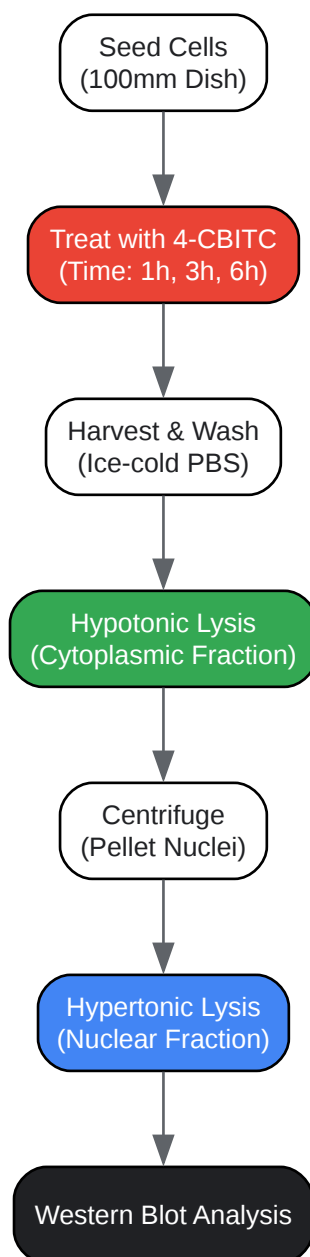 Seed Cells
(100mm Dish)
Treat with 4-CBITC
(Time: 1h, 3h, 6h)
Harvest & Wash
(Ice-cold PBS)
Hypotonic Lysis
(Cytoplasmic Fraction)
Centrifuge
(Pellet Nuclei)
Hypertonic Lysis
(Nuclear Fraction)
Western Blot Analysis